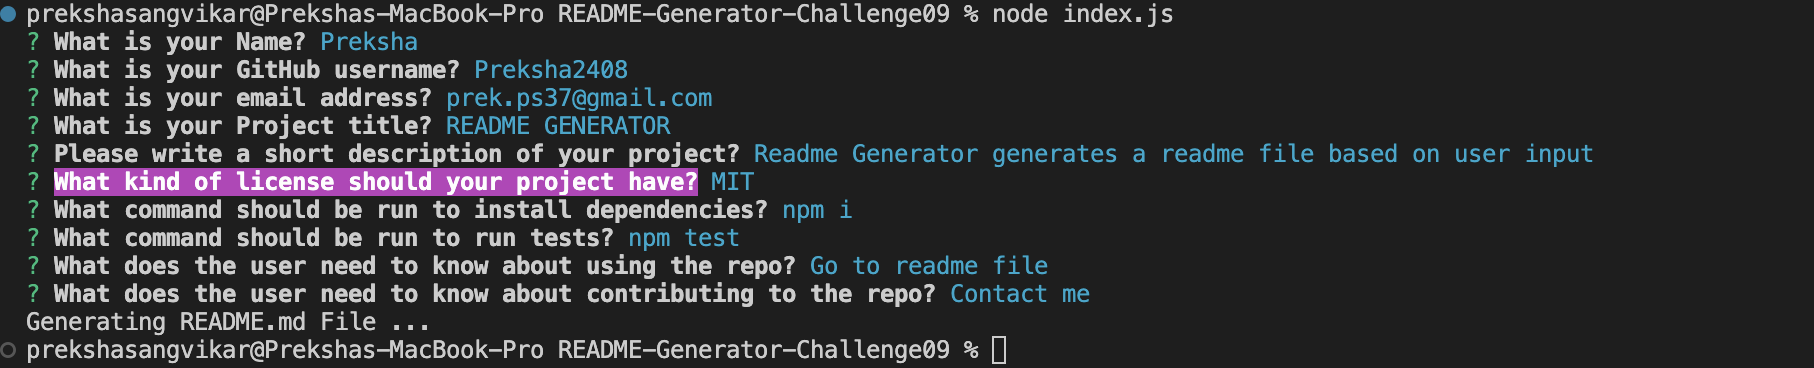 prekshasangvikar@Prekshas-MacBook-Pro README-Generator-Challenge09 % node index.js
? What is your Name? Preksha
? What is your GitHub username? Preksha2408
? What is your email address? prek.ps37@gmail.com
? What is your Project title? README GENERATOR
? Please write a short description of your project? Readme Generator generates a readme file based on user input
? What kind of license should your project have? MIT
? What command should be run to install dependencies? npm i
? What command should be run to run tests? npm test
? What does the user need to know about using the repo? Go to readme file
? What does the user need to know about contributing to the repo? Contact me
Generating README.md File ...
prekshasangvikar@Prekshas-MacBook-Pro README-Generator-Challenge09 %